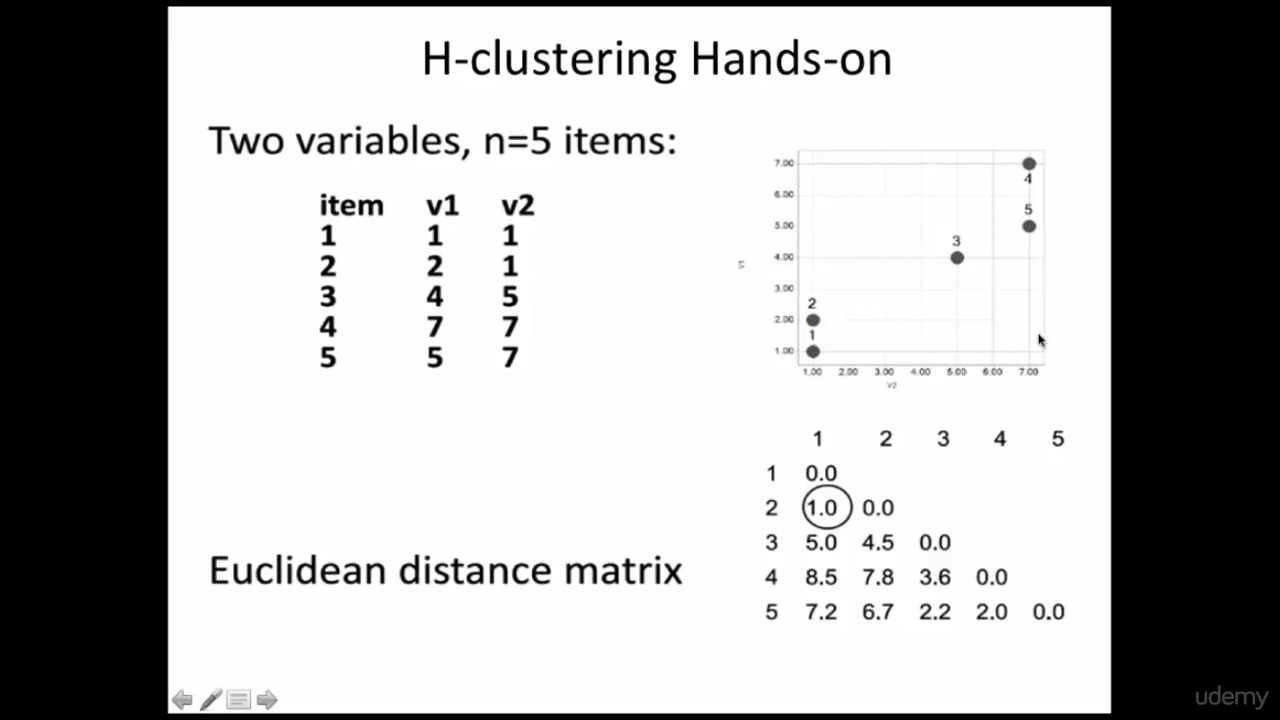 H-clustering Hands-on
Two variables, n=5 items:
item v1 v2
1 1 1
2 2 1
3 4 5
4 7 7
5 5 7
7.00
6.00
5.00
4.00
3.00
2.00
1.00
4
5
3
2
1
V1
1.00 2.00 3.00 4.00 5.00 6.00 7.00
V2
1 2 3 4 5
1 0.0
2 1.0 0.0
3 5.0 4.5 0.0
4 8.5 7.8 3.6 0.0
5 7.2 6.7 2.2 2.0 0.0
Euclidean distance matrix
udemy